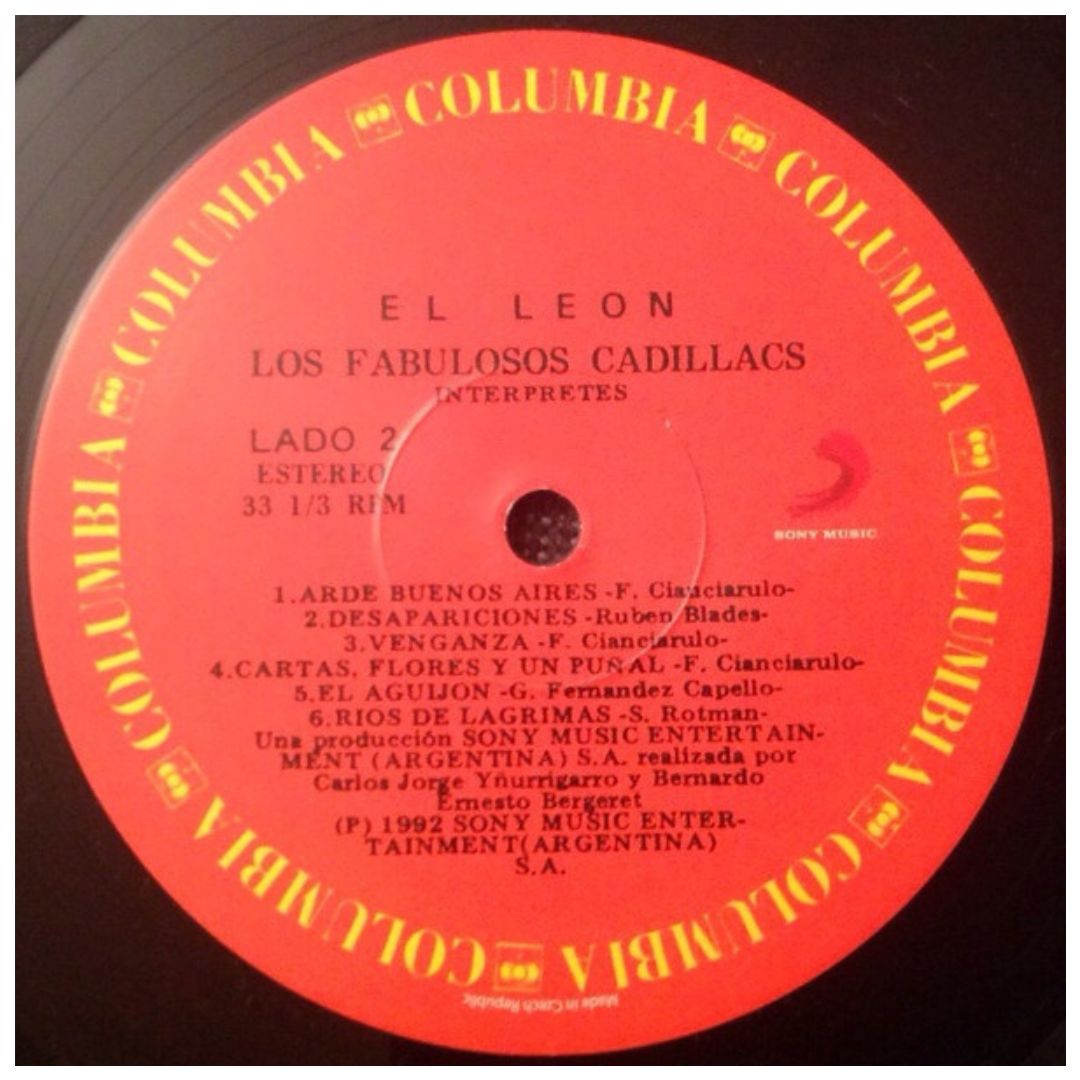 COLUMBIA COLUMBIA COLUMBIA COLUMBIA COLUMBIA COLUMBIA COLUMBIA COLUMBIA
EL LEON
LOS FABULOSOS CADILLACS
INTERPRETES
LADO 2
ESTEREO
33 1/3 RPM
SONY MUSIC
1.ARDE BUENOS AIRES -F. Cianciarulo-
2.DESAPARICIONES -Ruben Blades-
3.VENGANZA -F. Cianciarulo-
4.CARTAS, FLORES Y UN PUÑAL -F. Cianciarulo-
5.EL AGUIJON -G. Fernandez Capello-
6.RIOS DE LAGRIMAS -S. Rotman-
Una producción SONY MUSIC ENTERTAIN-
MENT (ARGENTINA) S.A. realizada por
Carlos Jorge Yñurrigarro y Bernardo
Ernesto Bergeret
(P) 1992 SONY MUSIC ENTER-
TAINMENT(ARGENTINA)
S.A.
Made in Czech Republic